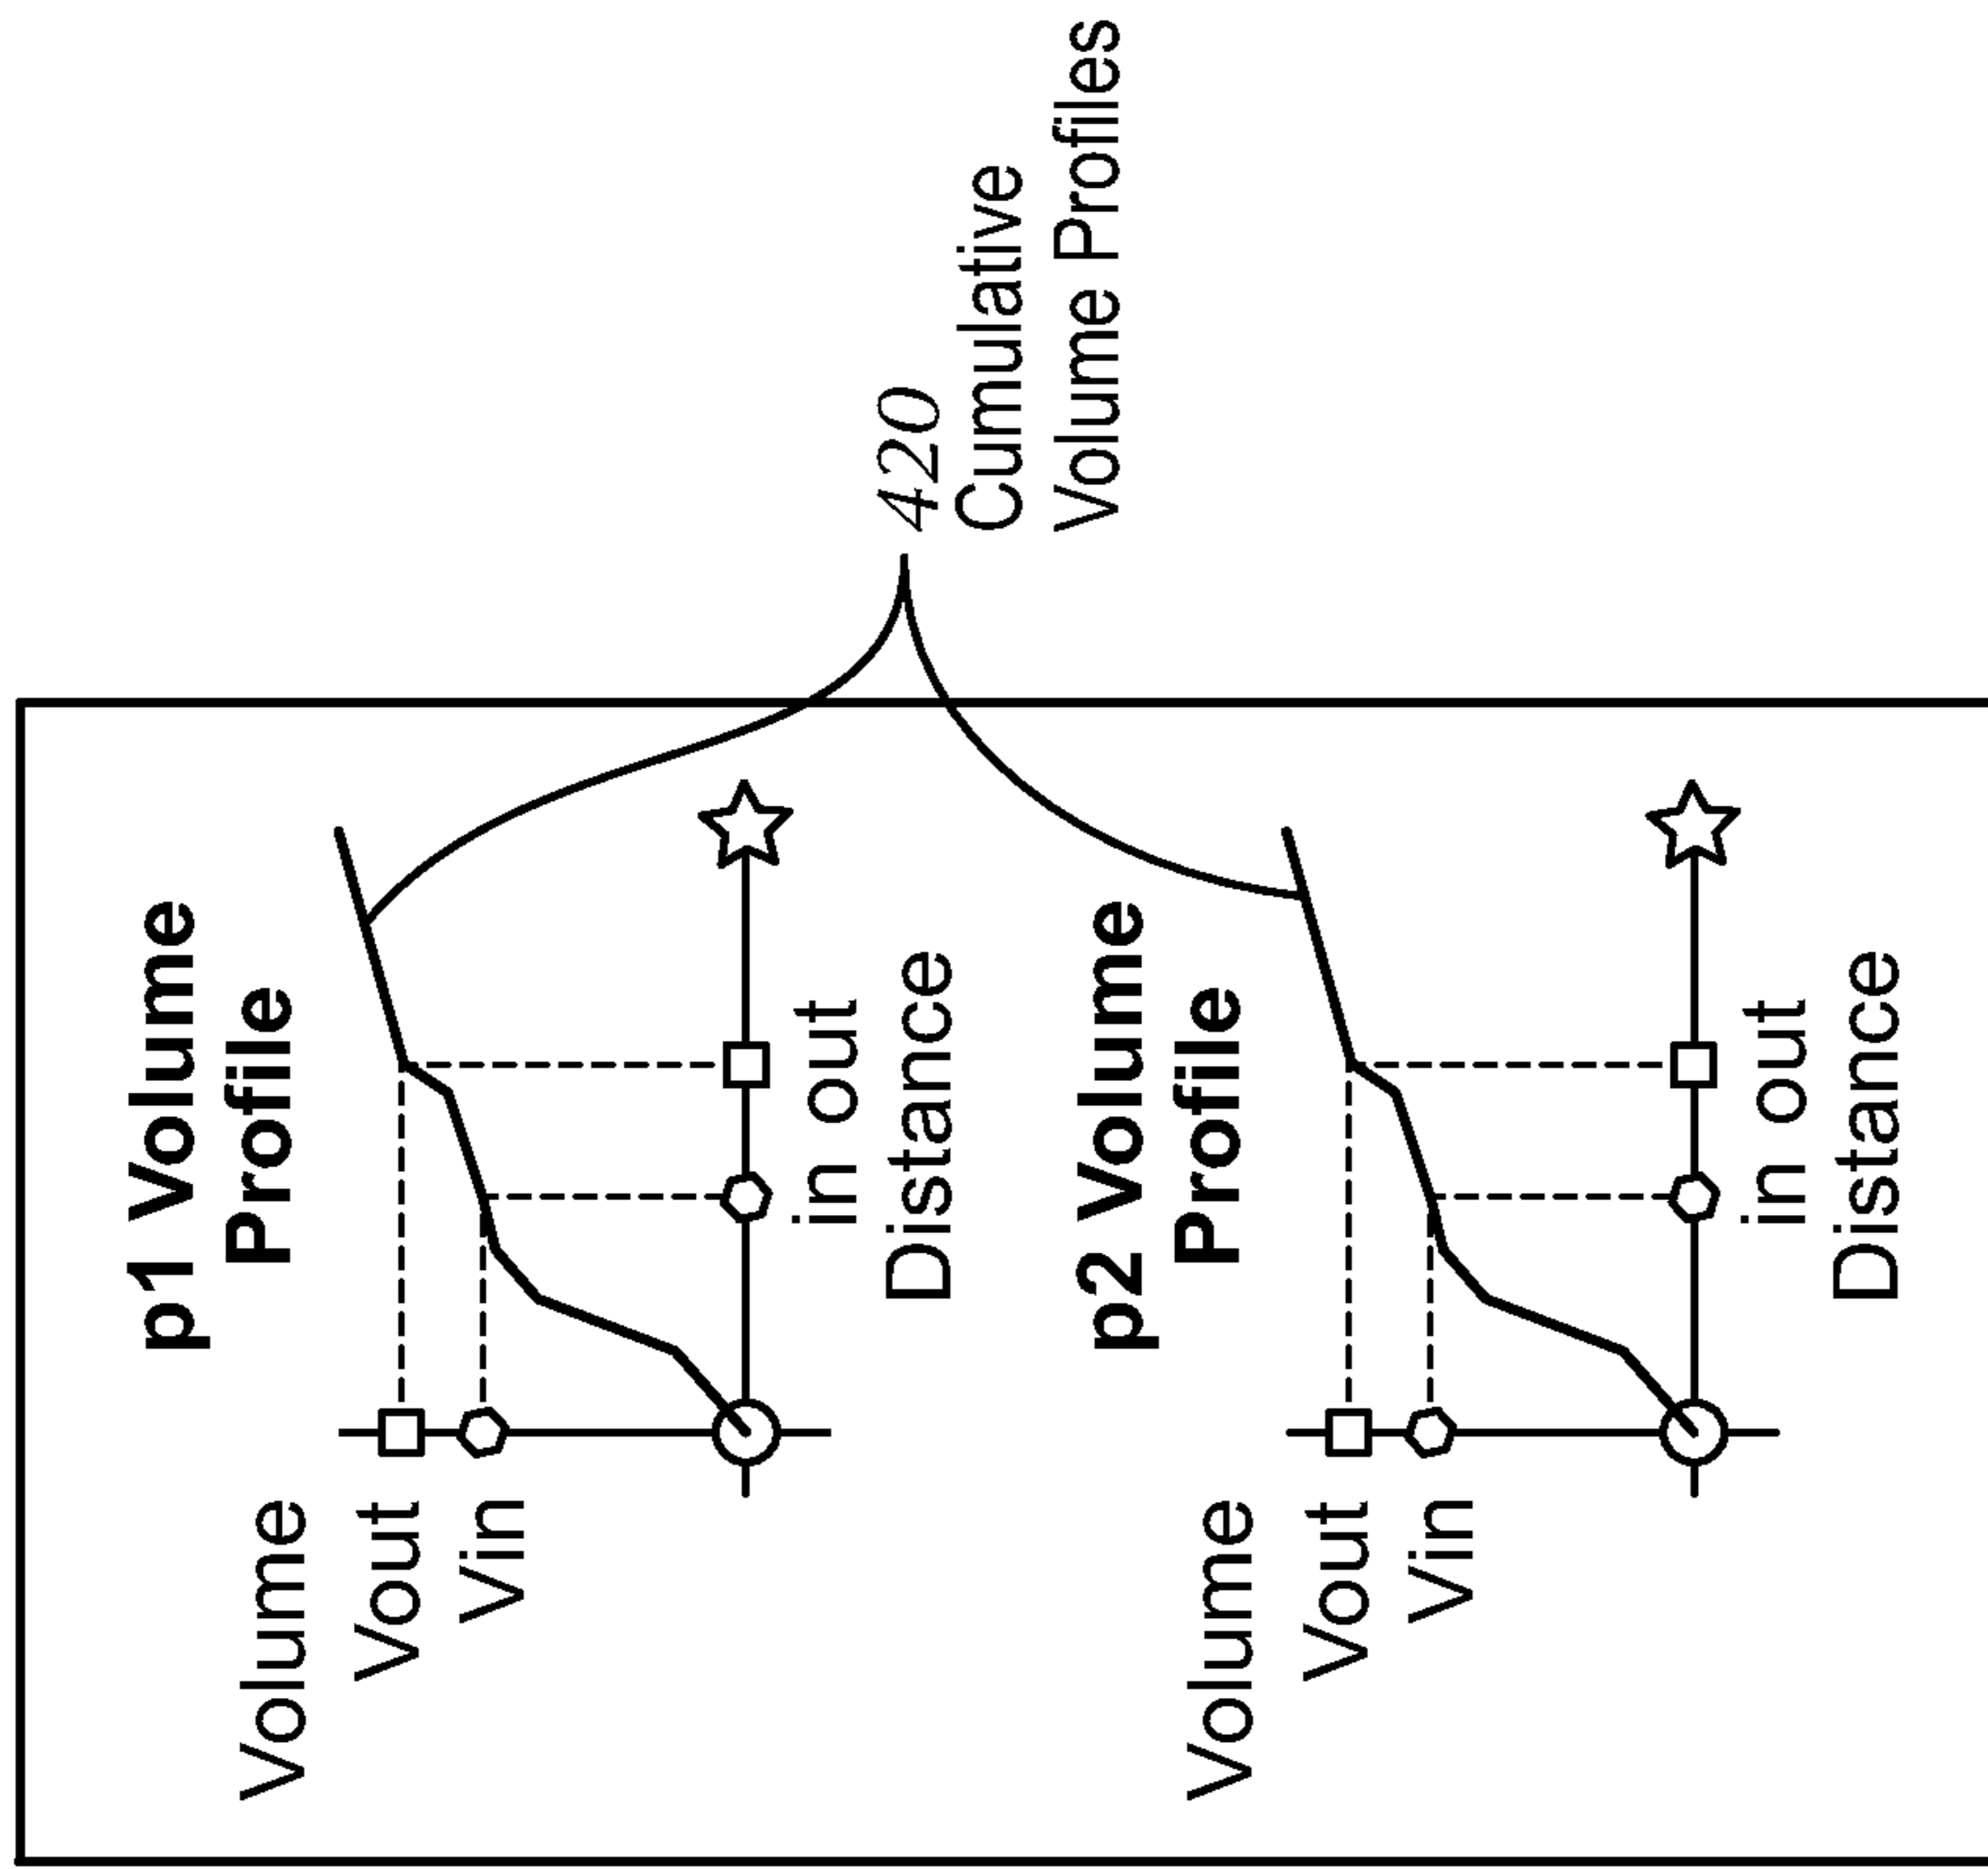 p1 Volume
Profile
Volume
Vout
Vin
in out
Distance
420
Cumulative
Volume Profiles
p2 Volume
Profile
Volume
Vout
Vin
in out
Distance